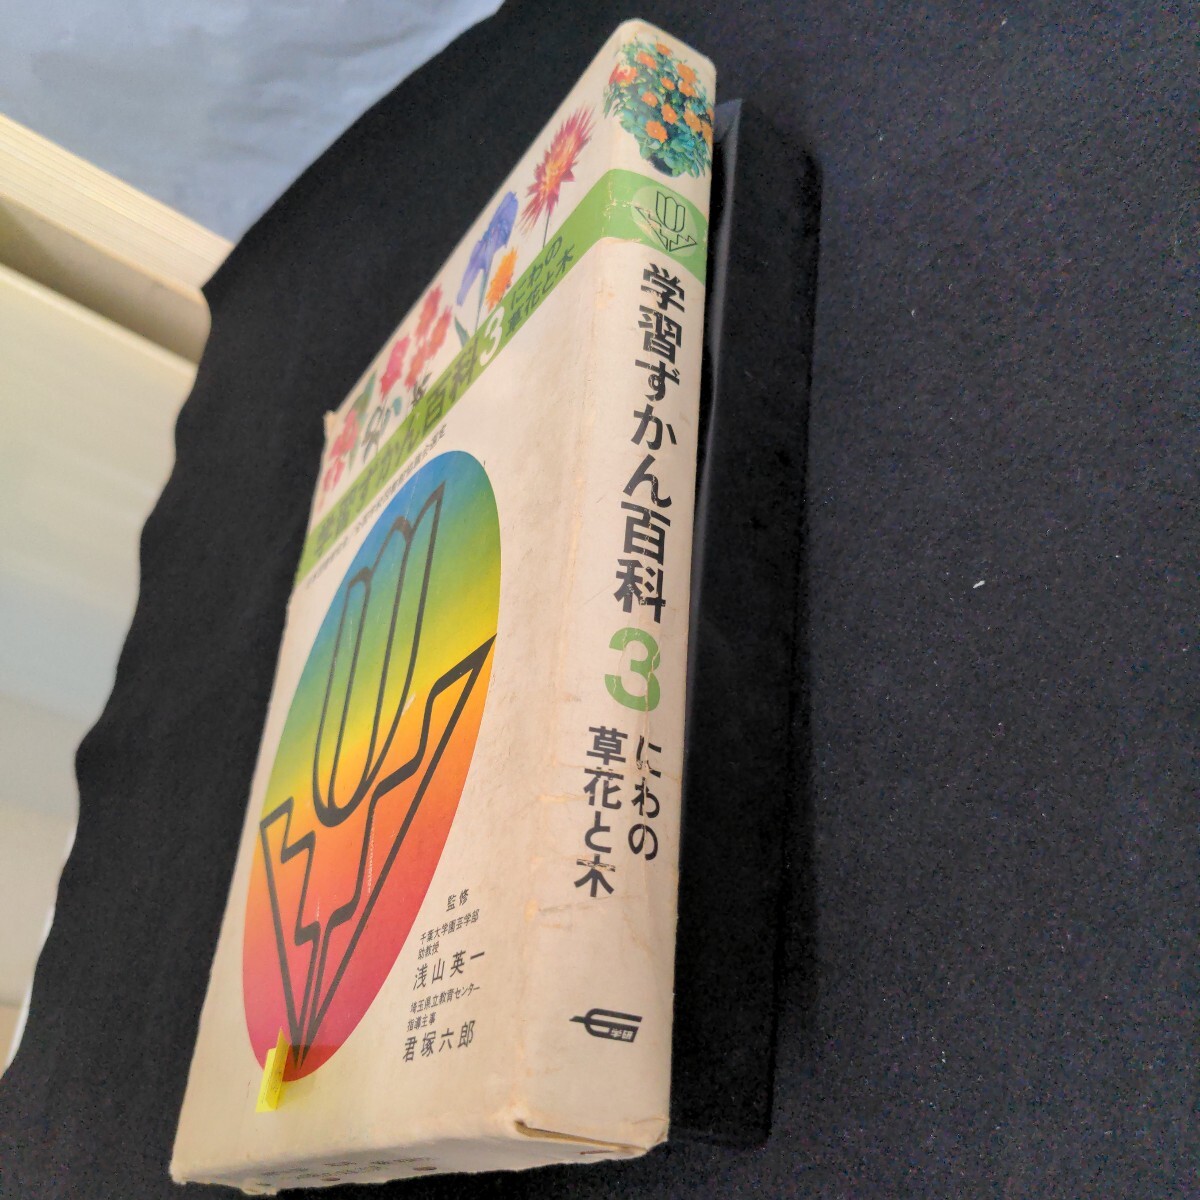 学習ずかん百科 3
にわの
草花と木
学研
学習ずかん百科 3
にわの
草花と木
監修
千葉大学園芸学部
助教授
浅山英一
埼玉県立教育センター
指導主事
君塚六郎